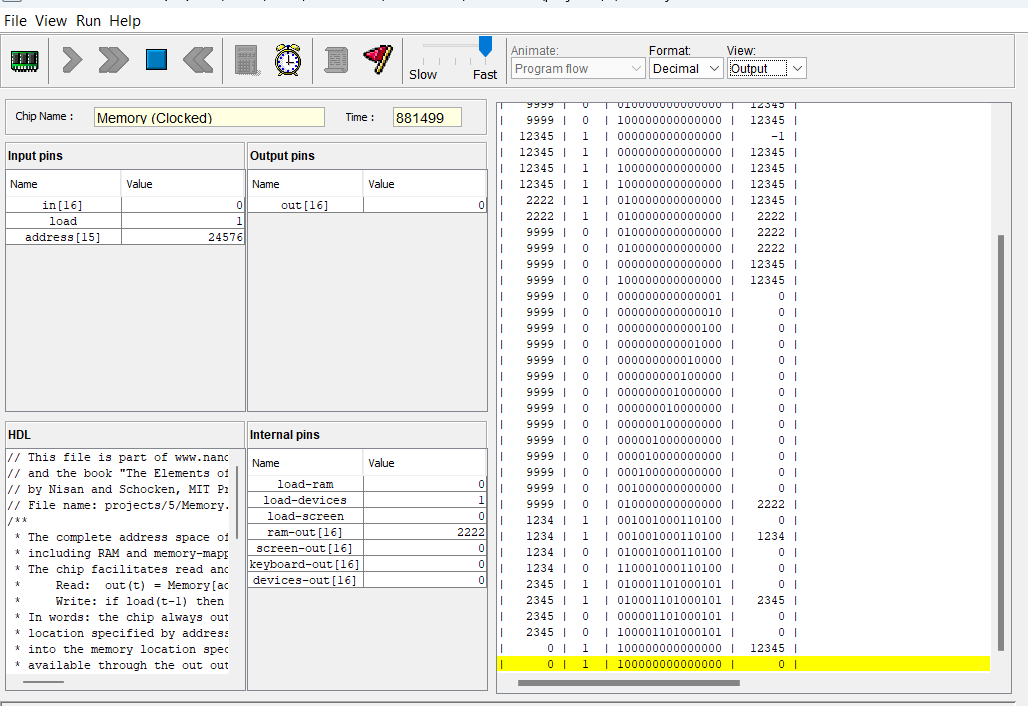 File View Run Help
Animate: Format: View:
Program flow Decimal Output
Slow Fast
Chip Name : Memory (Clocked) Time : 881499
Input pins
Name Value
in[16] 0
load 1
address[15] 24576
Output pins
Name Value
out[16] 0
HDL
// This file is part of www.nand
// and the book "The Elements of
// by Nisan and Schocken, MIT Pr
// File name: projects/5/Memory.
/**
* The complete address space of
* including RAM and memory-mapp
* The chip facilitates read and
* Read: out(t) = Memory[ad
* Write: if load(t-1) then
* In words: the chip always out
* location specified by address
* into the memory location spec
* available through the out out
Internal pins
Name Value
load-ram 0
load-devices 1
load-screen 0
ram-out[16] 2222
screen-out[16] 0
keyboard-out[16] 0
devices-out[16] 0
| 9999 | 0 | 010000000000000 | 12345 |
| 9999 | 0 | 100000000000000 | 12345 |
| 12345 | 1 | 000000000000000 | -1 |
| 12345 | 1 | 000000000000000 | 12345 |
| 12345 | 1 | 100000000000000 | 12345 |
| 12345 | 1 | 100000000000000 | 12345 |
| 2222 | 1 | 010000000000000 | 12345 |
| 2222 | 1 | 010000000000000 | 2222 |
| 9999 | 0 | 010000000000000 | 2222 |
| 9999 | 0 | 010000000000000 | 2222 |
| 9999 | 0 | 000000000000000 | 12345 |
| 9999 | 0 | 100000000000000 | 12345 |
| 9999 | 0 | 000000000000001 | 0 |
| 9999 | 0 | 000000000000010 | 0 |
| 9999 | 0 | 000000000000100 | 0 |
| 9999 | 0 | 000000000001000 | 0 |
| 9999 | 0 | 000000000010000 | 0 |
| 9999 | 0 | 000000000100000 | 0 |
| 9999 | 0 | 000000001000000 | 0 |
| 9999 | 0 | 000000010000000 | 0 |
| 9999 | 0 | 000000100000000 | 0 |
| 9999 | 0 | 000001000000000 | 0 |
| 9999 | 0 | 000010000000000 | 0 |
| 9999 | 0 | 000100000000000 | 0 |
| 9999 | 0 | 001000000000000 | 0 |
| 9999 | 0 | 010000000000000 | 2222 |
| 1234 | 1 | 001001000110100 | 0 |
| 1234 | 1 | 001001000110100 | 1234 |
| 1234 | 0 | 010001000110100 | 0 |
| 1234 | 0 | 110001000110100 | 0 |
| 2345 | 1 | 010001101000101 | 0 |
| 2345 | 1 | 010001101000101 | 2345 |
| 2345 | 0 | 000001101000101 | 0 |
| 2345 | 0 | 100001101000101 | 0 |
| 0 | 1 | 100000000000000 | 12345 |
| 0 | 1 | 100000000000000 | 0 |